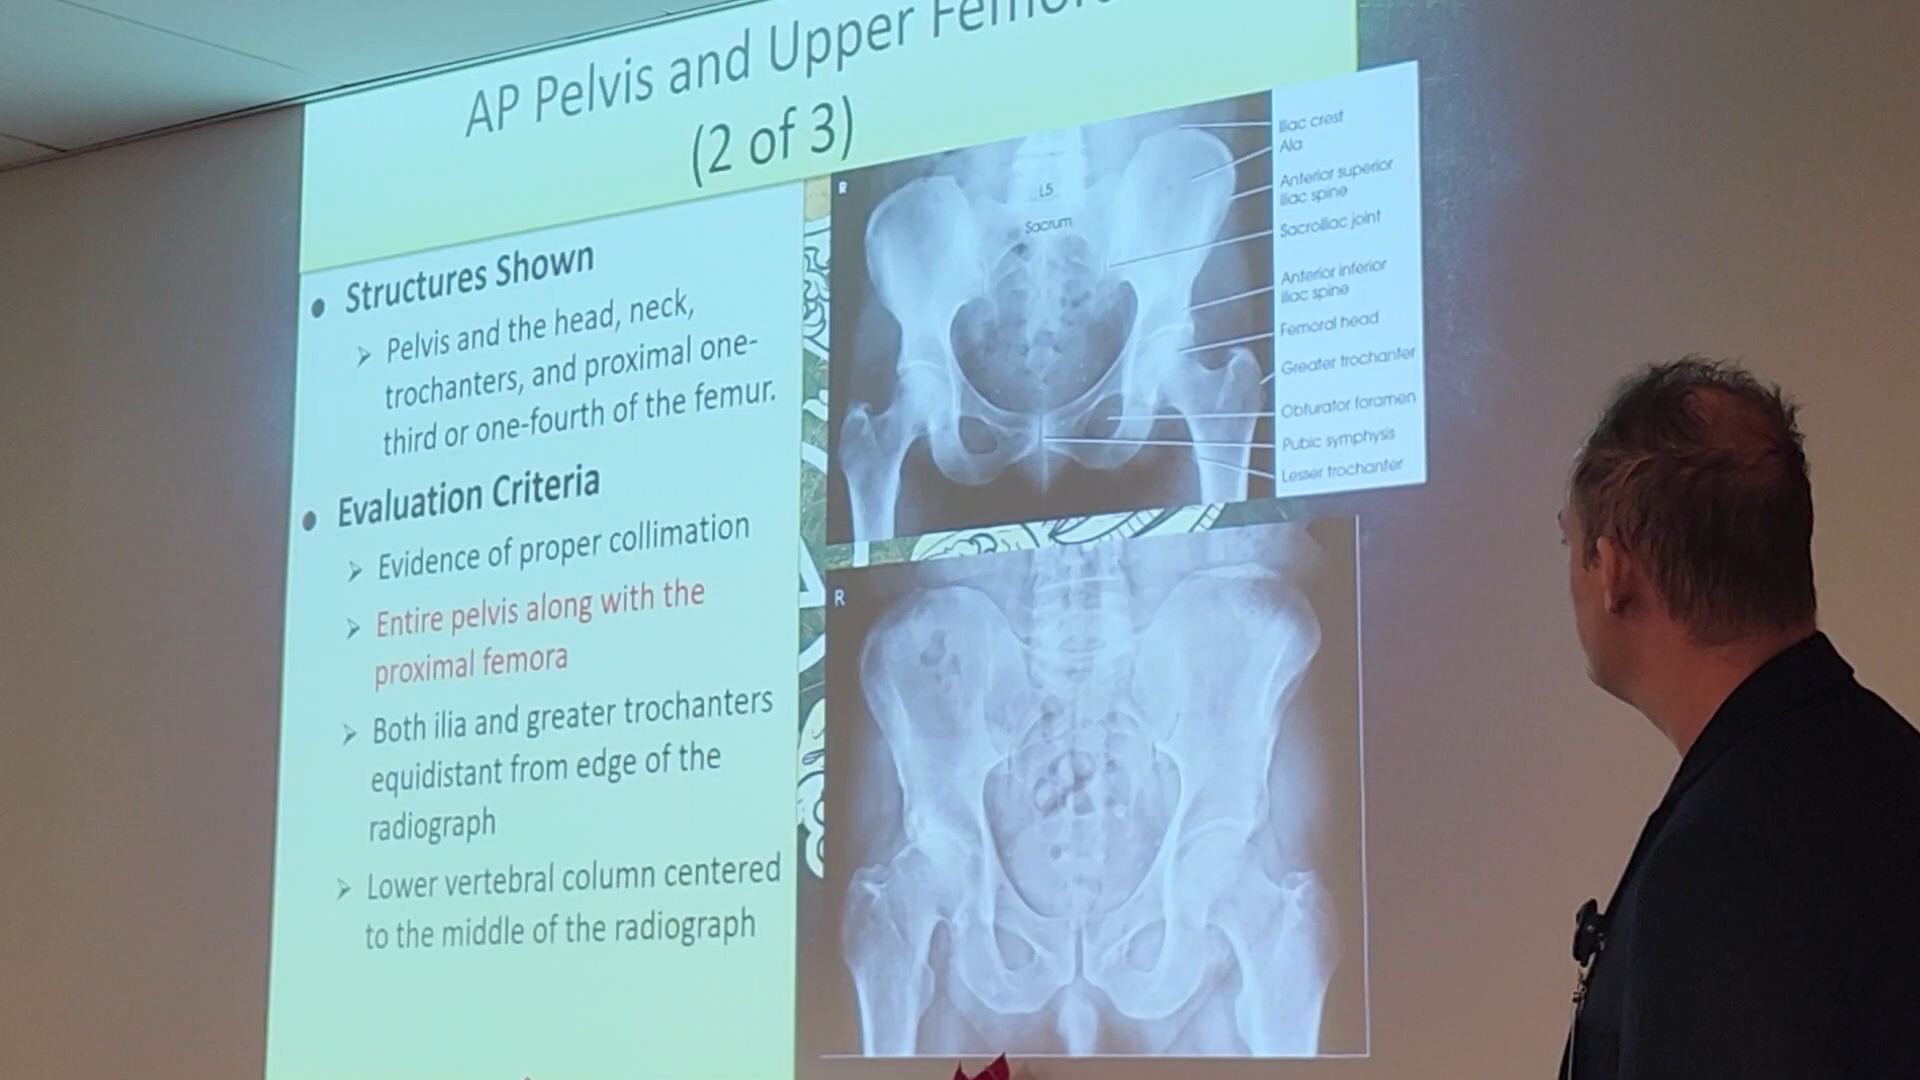 AP Pelvis and Upper
(2 of 3)
• Structures Shown
➢ Pelvis and the head, neck,
trochanters, and proximal one-
third or one-fourth of the femur.
• Evaluation Criteria
➢ Evidence of proper collimation
➢ Entire pelvis along with the
proximal femora
➢ Both ilia and greater trochanters
equidistant from edge of the
radiograph
➢ Lower vertebral column centered
to the middle of the radiograph
R
L5
Sacrum
Iliac crest
Ala
Anterior superior
iliac spine
Sacroiliac joint
Anterior inferior
iliac spine
Femoral head
Greater trochanter
Obturator foramen
Pubic symphysis
Lesser trochanter
R